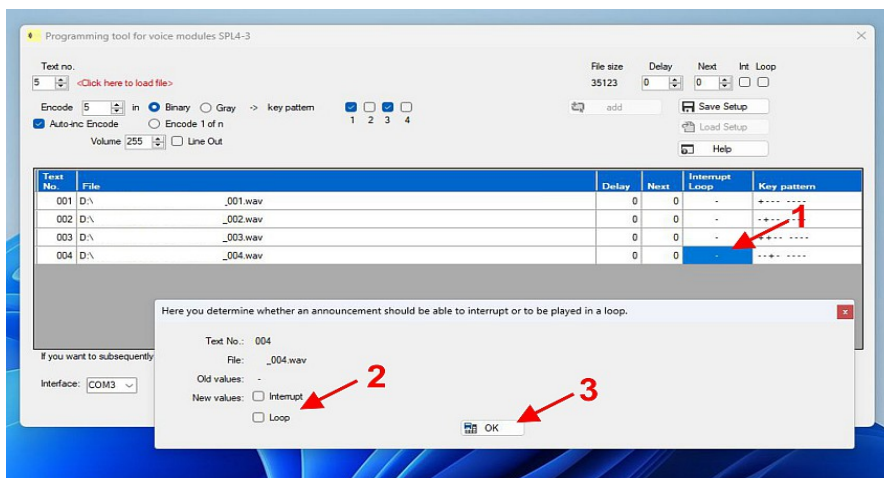 Programming tool for voice modules SPL4-3
Text no. File size Delay Next Int Loop
5 <Click here to load file> 35123 0 0
Encode 5 in Binary Gray -> key pattern add Save Setup
Auto-inc Encode Encode 1 of n 1 2 3 4 Load Setup
Volume 255 Line Out Help
Text No. File Delay Next Interrupt Loop Key pattern
001 D:\ _001.wav 0 0 - +--- ----
002 D:\ _002.wav 0 0 - -+-- ----
003 D:\ _003.wav 0 0 - ++-- ----
004 D:\ _004.wav 0 0 - --+- ----
1
Here you determine whether an announcement should be able to interrupt or to be played in a loop.
Text No.: 004
File: _004.wav
If you want to subsequently
Old values: -
Interface: COM3
New values: Interrupt
Loop
2
3
OK